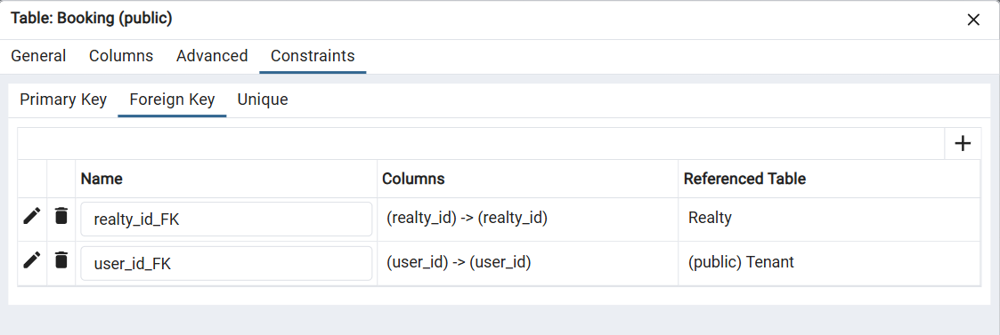 Table: Booking (public)
General Columns Advanced Constraints
Primary Key Foreign Key Unique
Name Columns Referenced Table
realty_id_FK (realty_id) -> (realty_id) Realty
user_id_FK (user_id) -> (user_id) (public) Tenant